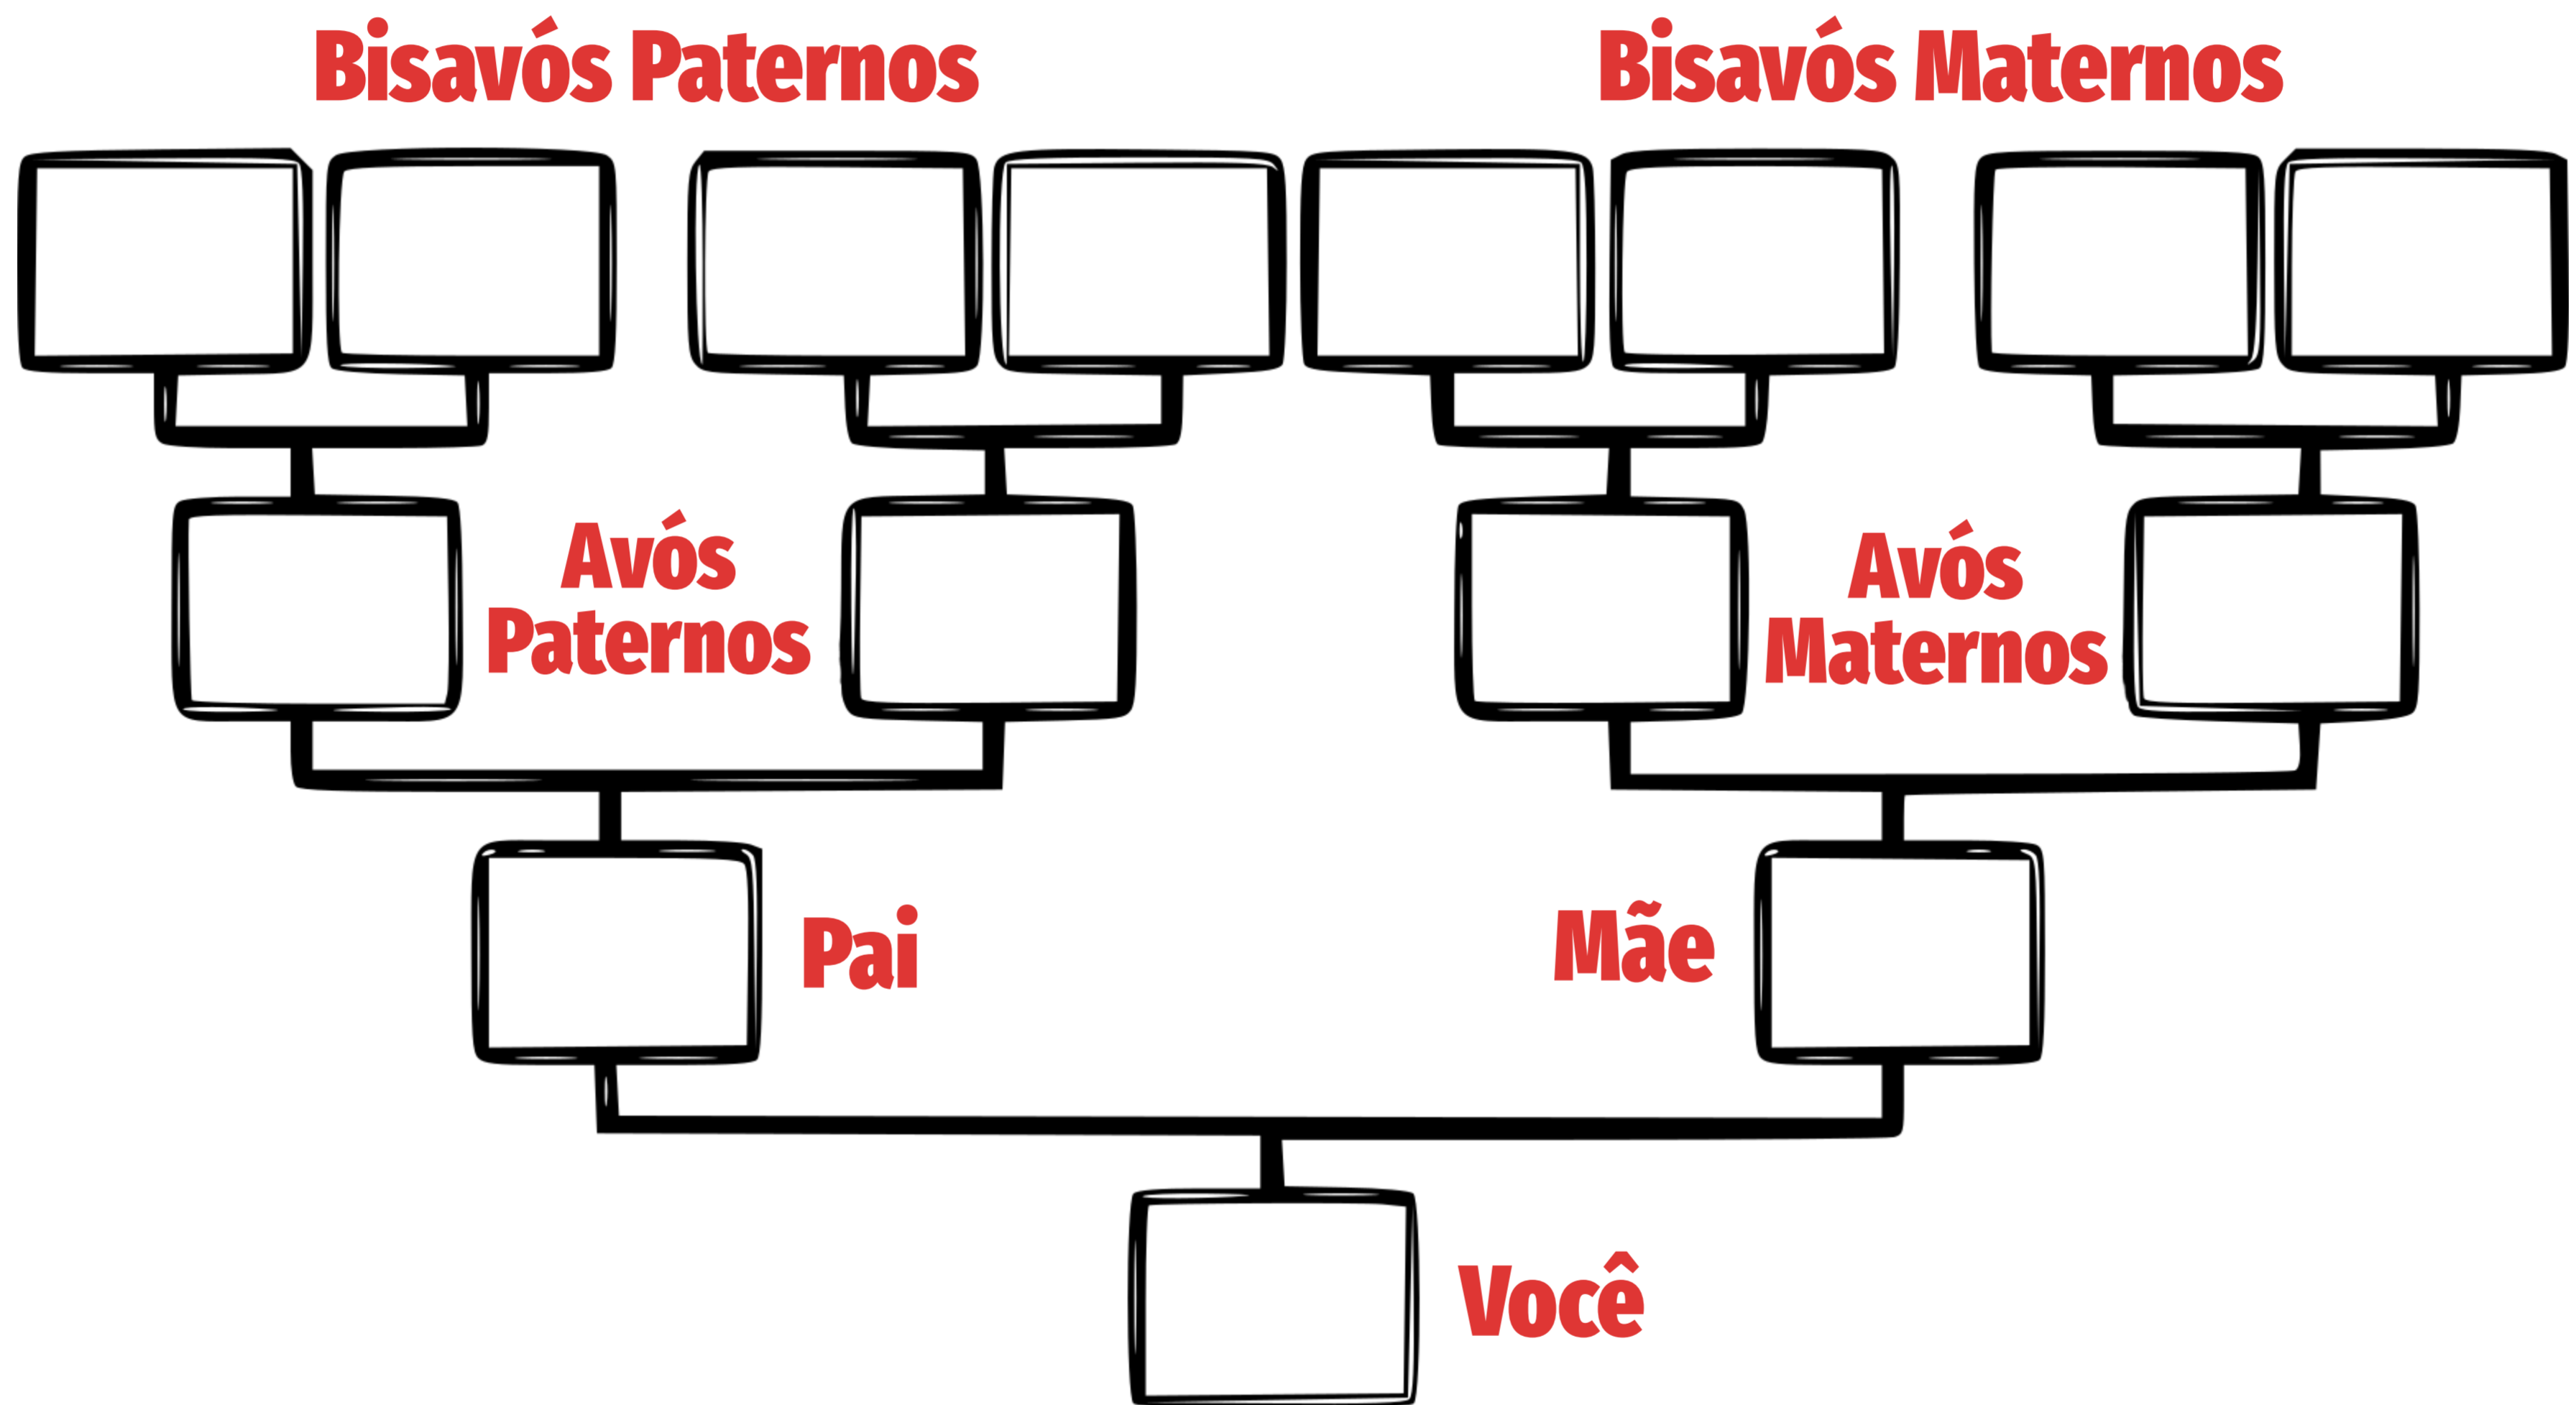 Bisavós Paternos
Bisavós Maternos
Avós
Paternos
Avós
Maternos
Pai
Mãe
Você